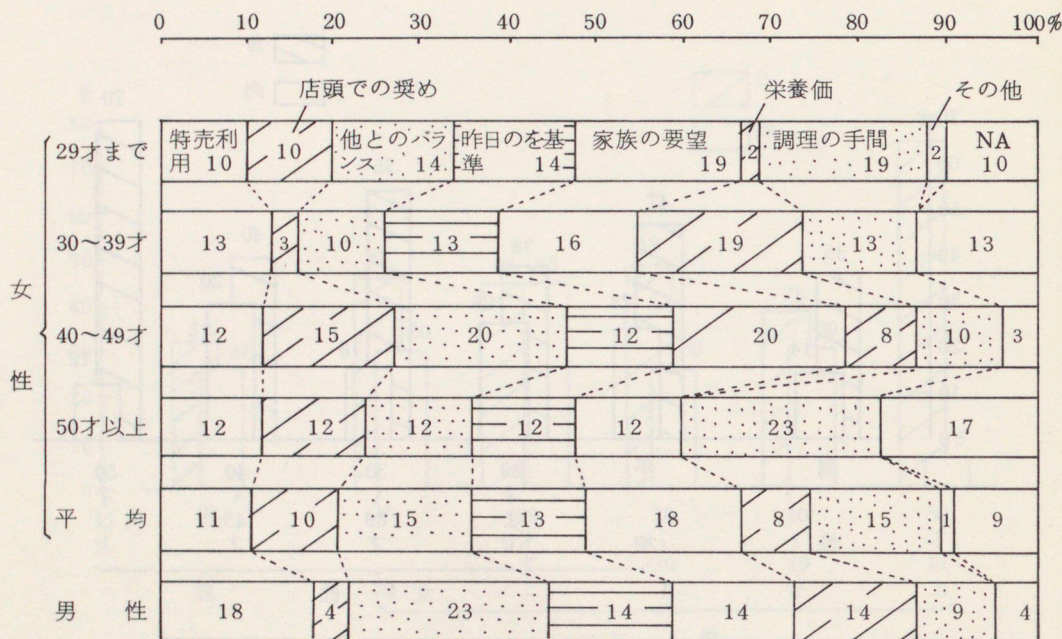 0 10 20 30 40 50 60 70 80 90 100%
店頭での奨め 栄養価 その他
女性
29才まで 特売利用 10 10 他とのバランス 14 昨日のを基準 14 家族の要望 19 2 調理の手間 19 2 NA 10
30～39才 13 3 10 13 16 19 13 13
40～49才 12 15 20 12 20 8 10 3
50才以上 12 12 12 12 12 23 17
平均 11 10 15 13 18 8 15 1 9
男性 18 4 23 14 14 14 9 4